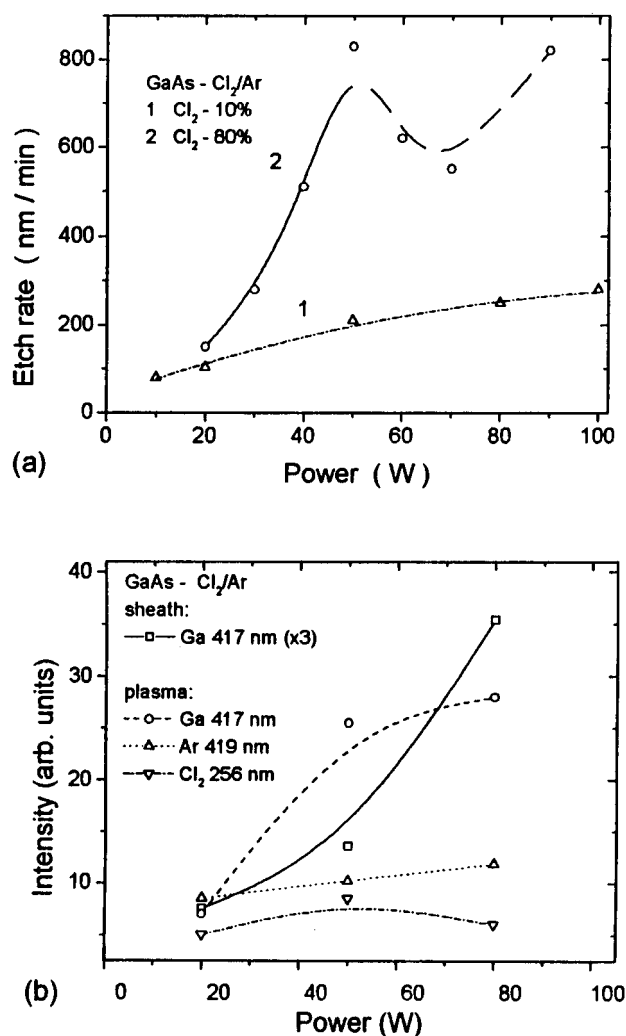 800
600
400
200
0
Etch rate ( nm / min )
GaAs - Cl₂/Ar
1 Cl₂ - 10%
2 Cl₂ - 80%
2
1
20 40 60 80 100
(a)
Power ( W )
40
30
20
10
Intensity (arb. units)
GaAs - Cl₂/Ar
sheath:
Ga 417 nm (x3)
plasma:
Ga 417 nm
Ar 419 nm
Cl₂ 256 nm
0 20 40 60 80 100
(b)
Power (W)